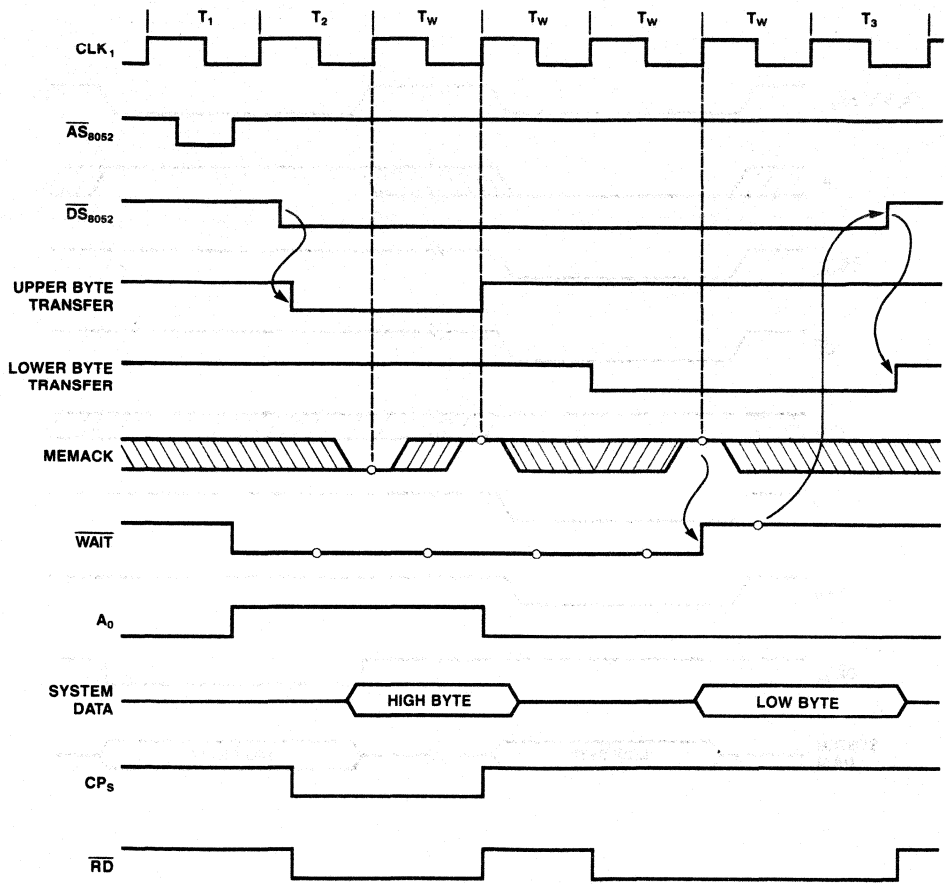 T1 T2 TW TW TW TW T3
CLK1
AS8052
DS8052
UPPER BYTE
TRANSFER
LOWER BYTE
TRANSFER
MEMACK
WAIT
A0
SYSTEM
DATA
HIGH BYTE LOW BYTE
CPS
RD